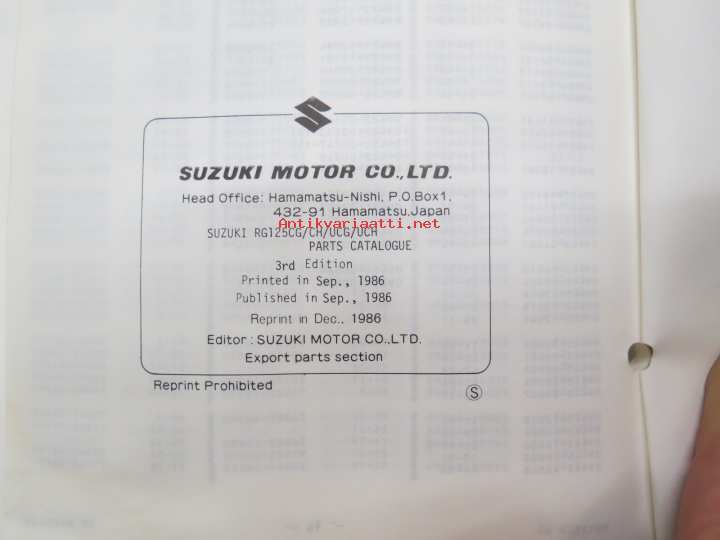 SUZUKI MOTOR CO.,LTD.
Head Office: Hamamatsu-Nishi, P.O.Box1,
432-91 Hamamatsu.Japan
Antikvariaatti.net
SUZUKI RG125CG/CH/UCG/UCH
PARTS CATALOGUE
3rd Edition
Printed in Sep., 1986
Published in Sep., 1986
Reprint in Dec., 1986
Editor : SUZUKI MOTOR CO.,LTD.
Export parts section
Reprint Prohibited
S